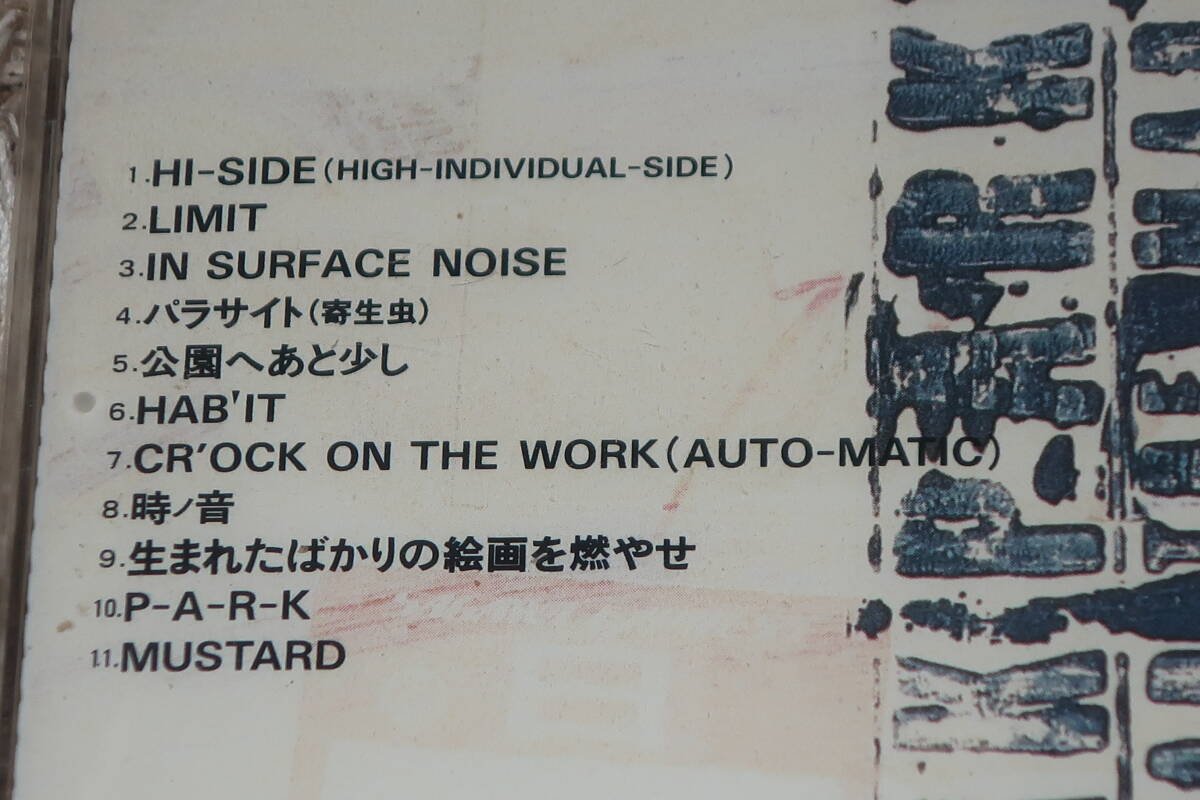 1.HI-SIDE(HIGH-INDIVIDUAL-SIDE)
2.LIMIT
3.IN SURFACE NOISE
4.パラサイト(寄生虫)
5.公園へあと少し
6.HAB'IT
7.CR'OCK ON THE WORK(AUTO-MATIC)
8.時ノ音
9.生まれたばかりの絵画を燃やせ
10.P-A-R-K
11.MUSTARD